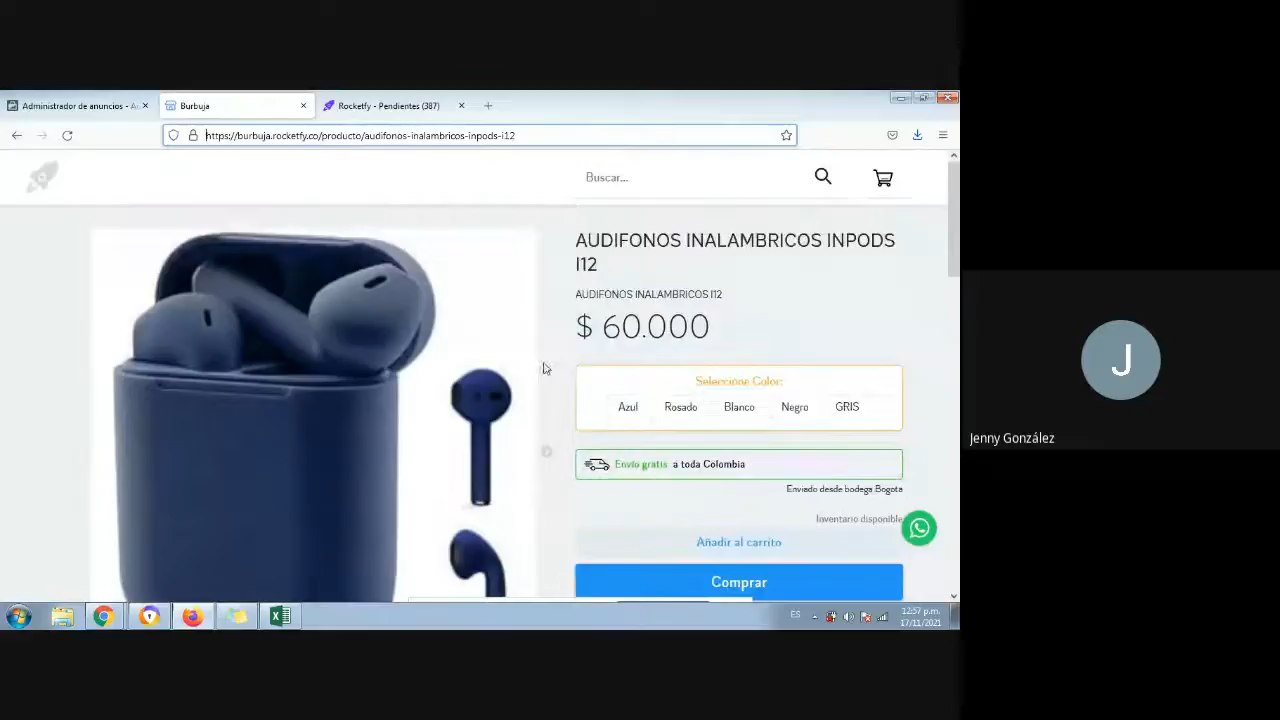 Administrador de anuncios - A
Burbuja
Rocketfy - Pendientes (387)
https://burbuja.rocketfy.co/producto/audifonos-inalambricos-inpods-i12
Buscar...
AUDIFONOS INALAMBRICOS INPODS
I12
AUDIFONOS INALAMBRICOS I12
$ 60.000
Seleccione Color:
Azul Rosado Blanco Negro GRIS
Envío gratis a toda Colombia
Enviado desde bodega Bogota
Inventario disponible
Añadir al carrito
Comprar
J
Jenny González
ES
12:57 p.m.
17/11/2021